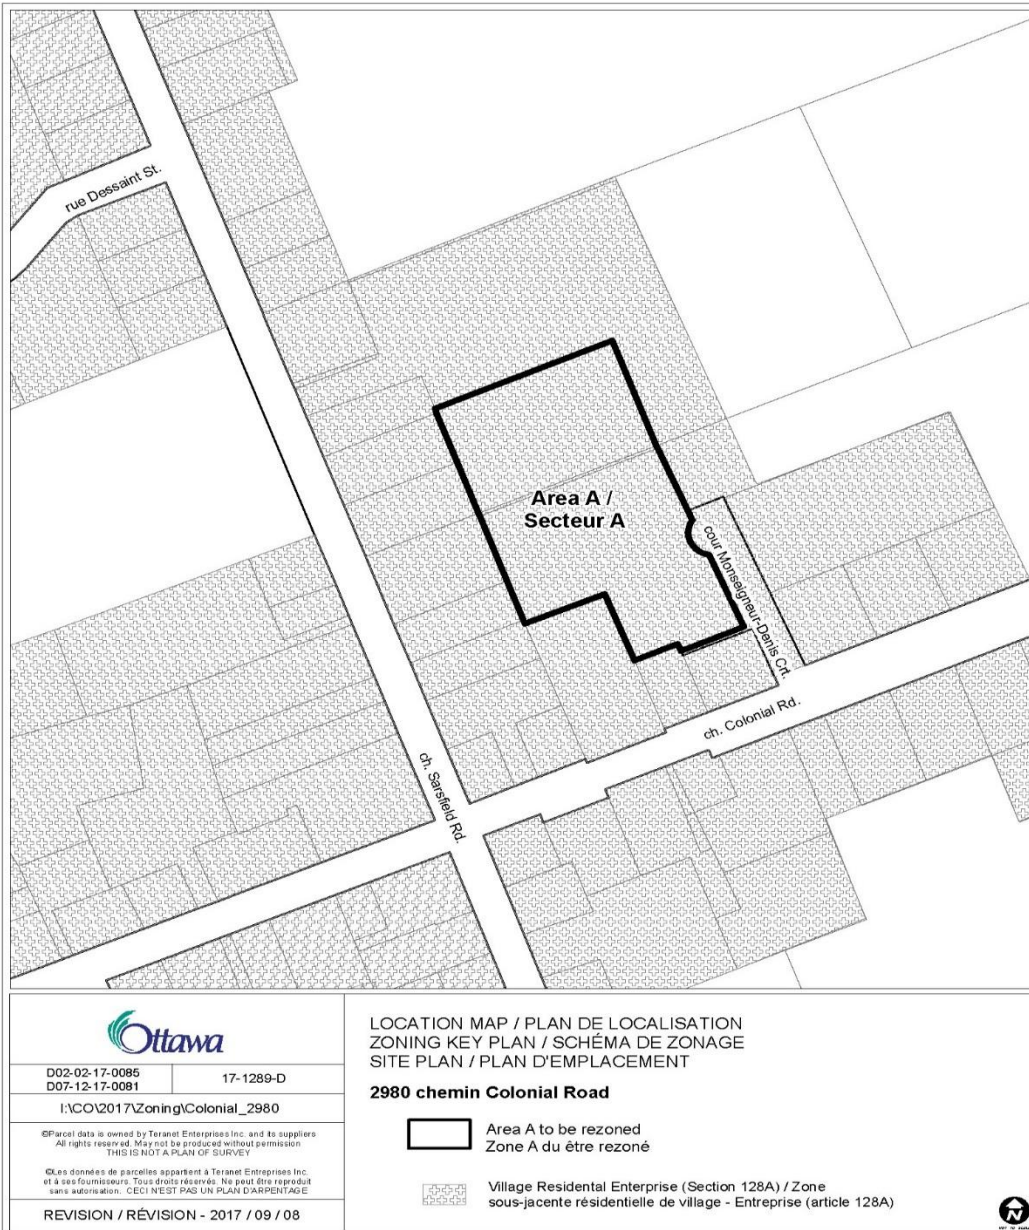 rue Dessaint St.
Area A /
Secteur A
cour Monseigneur-Denis Crt.
ch. Colonial Rd.
ch. Sarsfield Rd.
Ottawa
D02-02-17-0085
D07-12-17-0081
17-1289-D
I:\CO\2017\Zoning\Colonial_2980
©Parcel data is owned by Teranet Enterprises Inc. and its suppliers
All rights reserved. May not be produced without permission
THIS IS NOT A PLAN OF SURVEY
©Les données de parcelles appartient à Teranet Entreprises Inc.
et à ses fournisseurs. Tous droits réservés. Ne peut être reproduit
sans autorisation. CECI N'EST PAS UN PLAN D'ARPENTAGE
REVISION / RÉVISION - 2017 / 09 / 08
LOCATION MAP / PLAN DE LOCALISATION
ZONING KEY PLAN / SCHÉMA DE ZONAGE
SITE PLAN / PLAN D'EMPLACEMENT
2980 chemin Colonial Road
Area A to be rezoned
Zone A du être rezoné
Village Residental Enterprise (Section 128A) / Zone
sous-jacente résidentielle de village - Entreprise (article 128A)
N